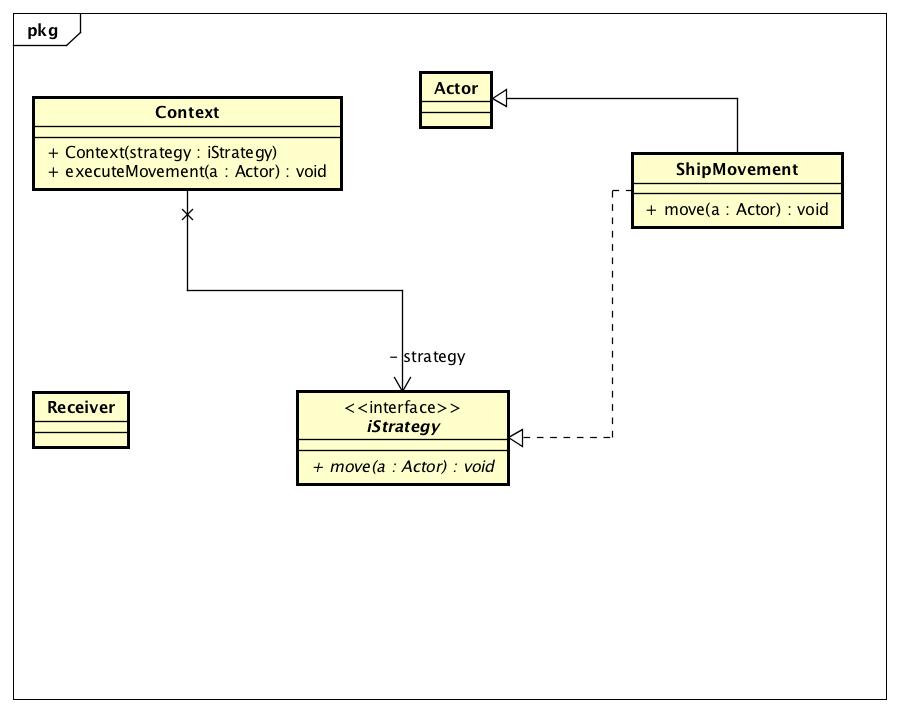 pkg
Actor
Context
+ Context(strategy : iStrategy)
+ executeMovement(a : Actor) : void
ShipMovement
+ move(a : Actor) : void
- strategy
Receiver
<<interface>>
iStrategy
+ move(a : Actor) : void